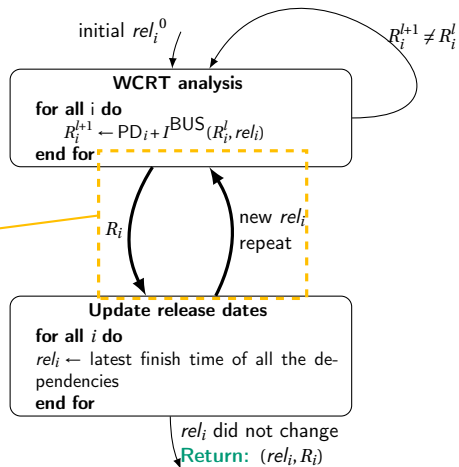 initial rel_i^0
R_i^{l+1} ≠ R_i^l
WCRT analysis
for all i do
R_i^{l+1} ← PD_i + I^{BUS}(R_i^l, rel_i)
end for
R_i
new rel_i
repeat
Update release dates
for all i do
rel_i ← latest finish time of all the de-
pendencies
end for
rel_i did not change
Return: (rel_i, R_i)